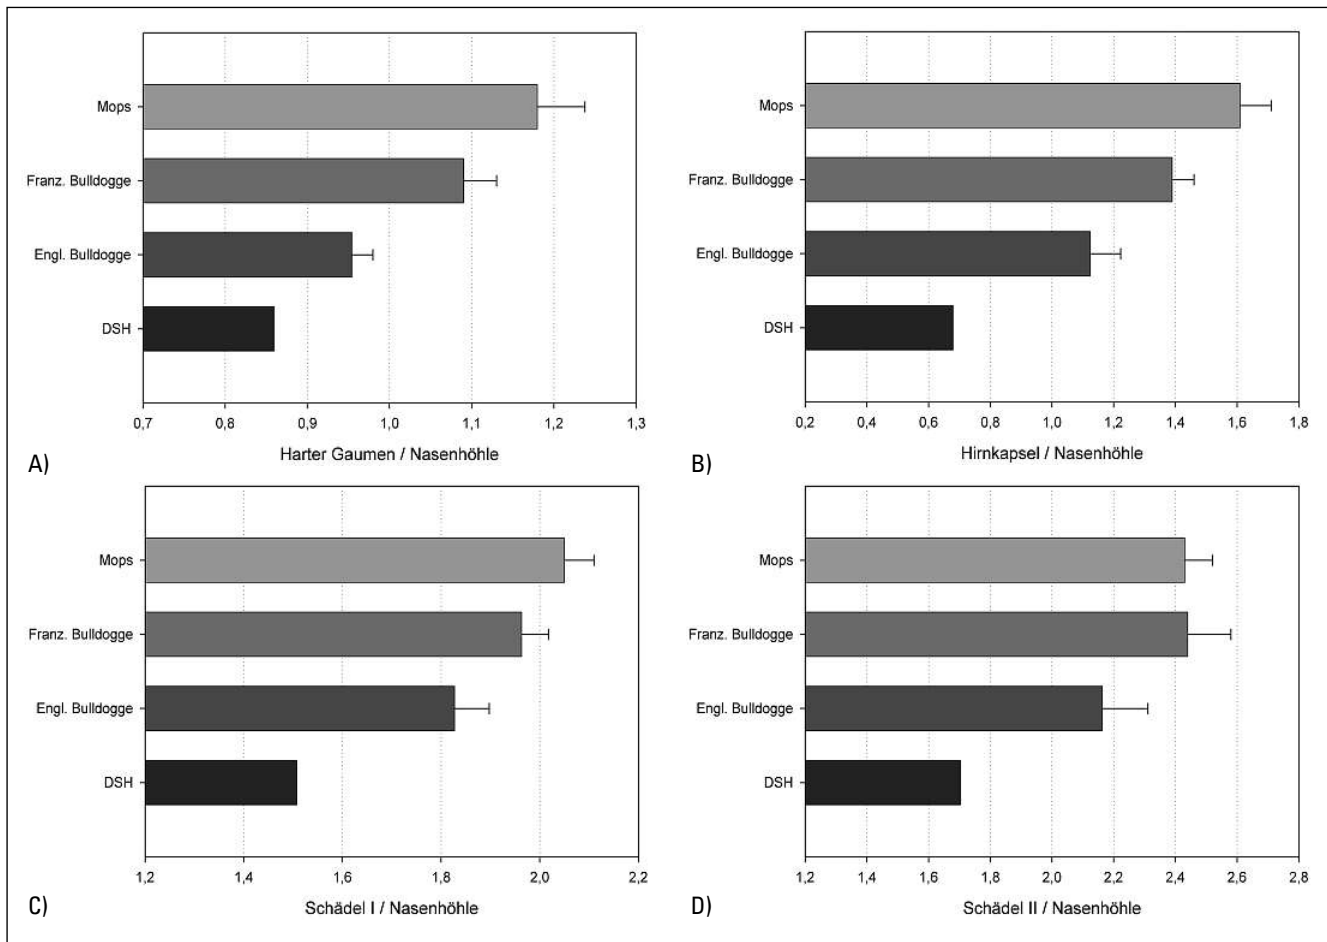 Mops
Franz. Bulldogge
Engl. Bulldogge
DSH
0,7 0,8 0,9 1,0 1,1 1,2 1,3
Harter Gaumen / Nasenhöhle
A)
Mops
Franz. Bulldogge
Engl. Bulldogge
DSH
0,2 0,4 0,6 0,8 1,0 1,2 1,4 1,6 1,8
Hirnkapsel / Nasenhöhle
B)
Mops
Franz. Bulldogge
Engl. Bulldogge
DSH
1,2 1,4 1,6 1,8 2,0 2,2
Schädel I / Nasenhöhle
C)
Mops
Franz. Bulldogge
Engl. Bulldogge
DSH
1,2 1,4 1,6 1,8 2,0 2,2 2,4 2,6 2,8
Schädel II / Nasenhöhle
D)